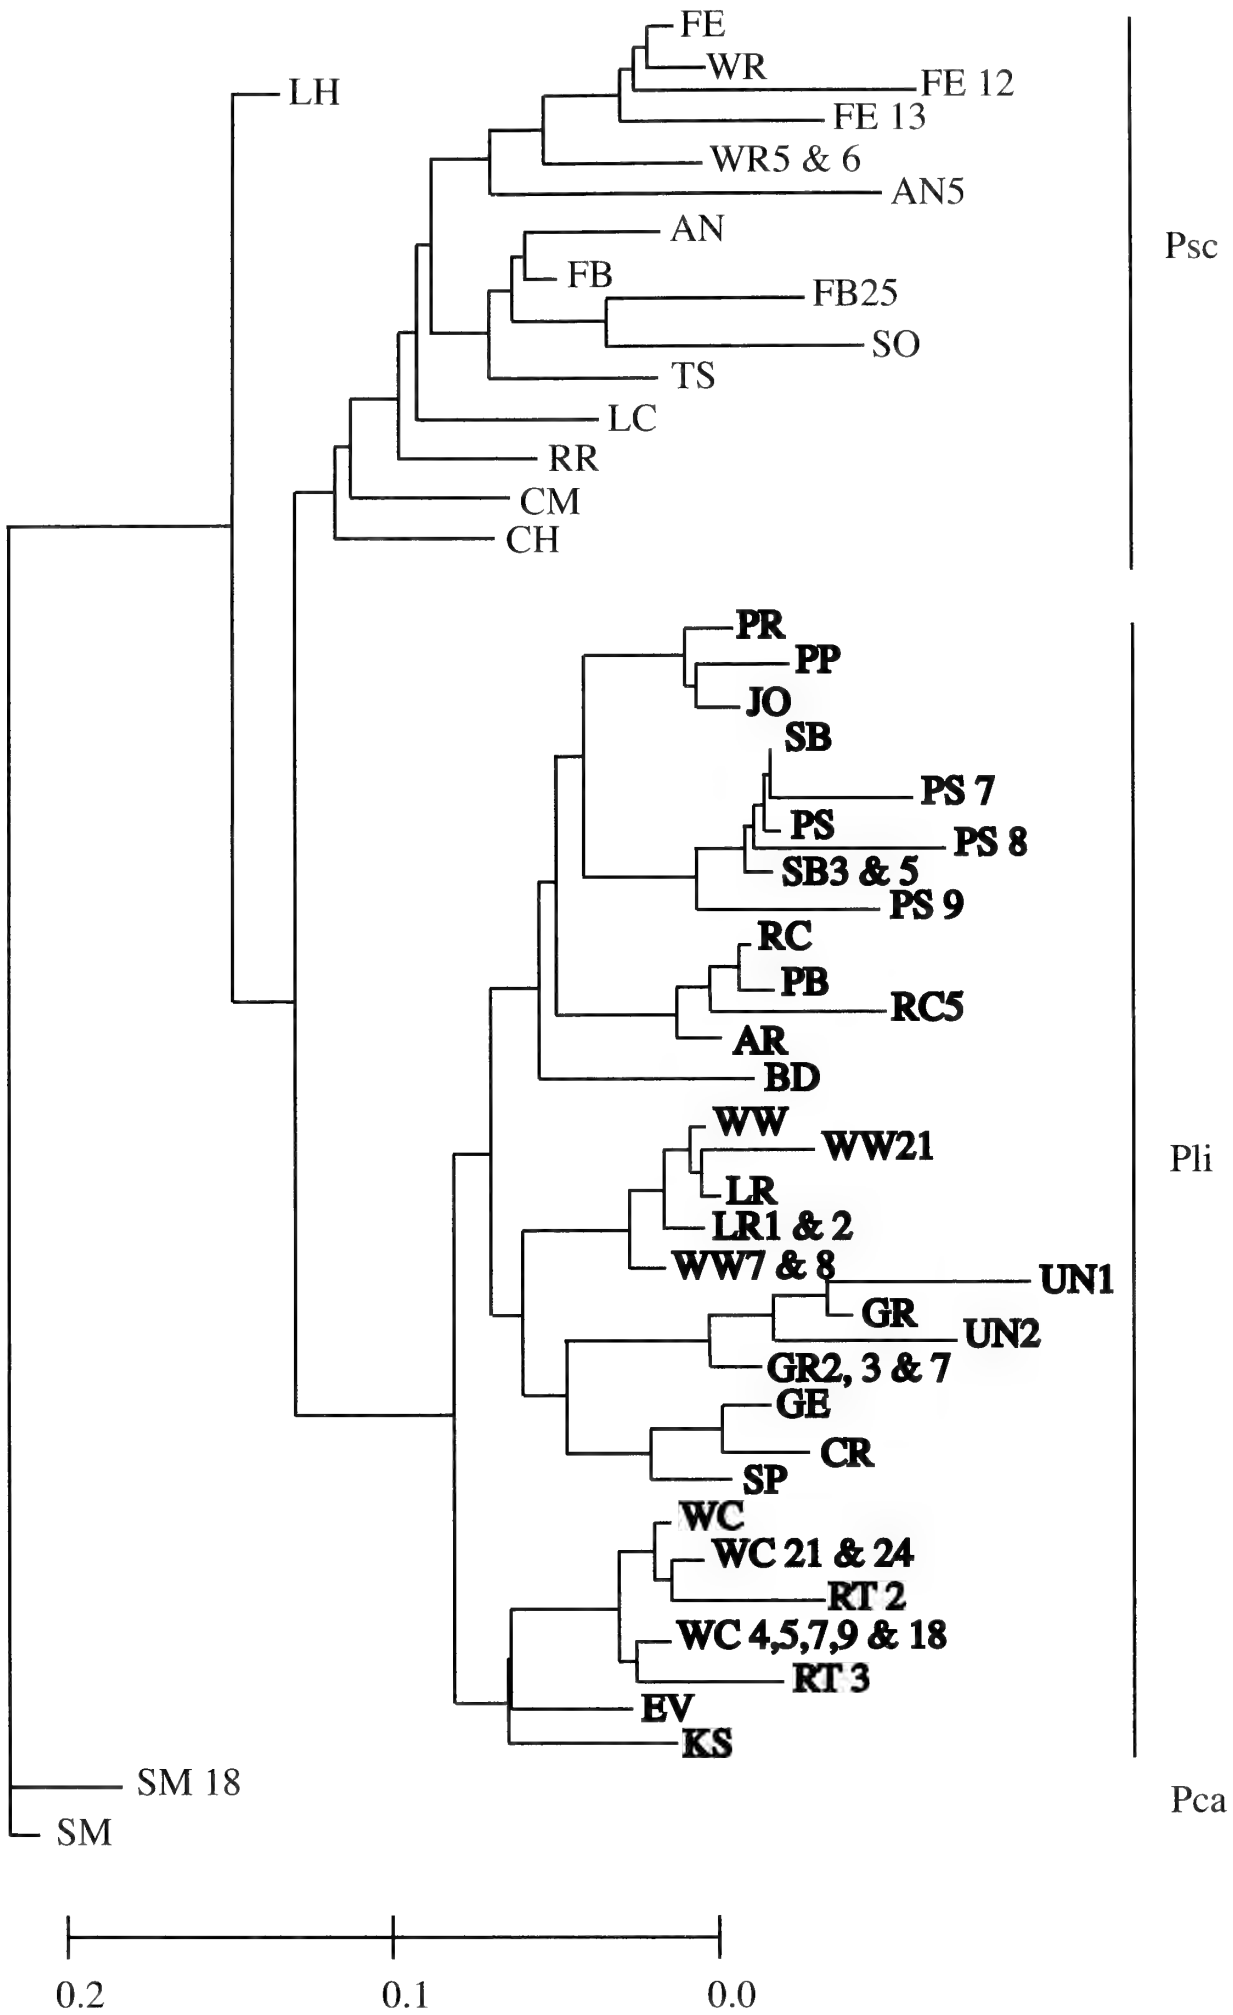 FE
WR
FE 12
LH
FE 13
WR5 & 6
AN5
AN
Psc
FB
FB25
SO
TS
LC
RR
CM
CH
PR
PP
JO
SB
PS 7
PS
PS 8
SB3 & 5
PS 9
RC
PB
RC5
AR
BD
WW
WW21
Pli
LR
LR1 & 2
WW7 & 8
UN1
GR
UN2
GR2, 3 & 7
GE
CR
SP
WC
WC 21 & 24
RT 2
WC 4,5,7,9 & 18
RT 3
EV
KS
SM 18
Pca
SM
0.2 0.1 0.0